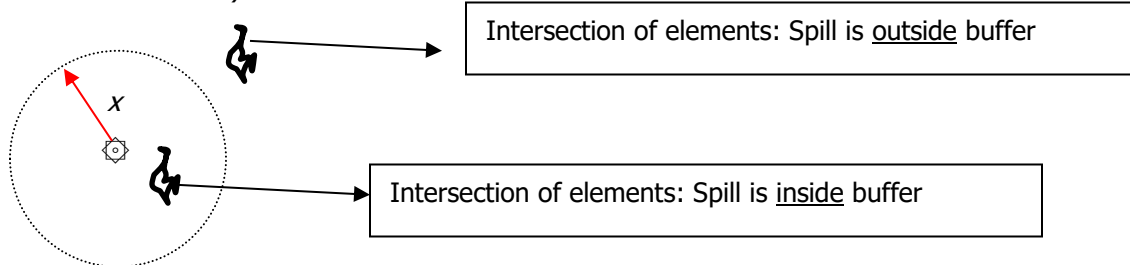 Intersection of elements: Spill is outside buffer
x
Intersection of elements: Spill is inside buffer